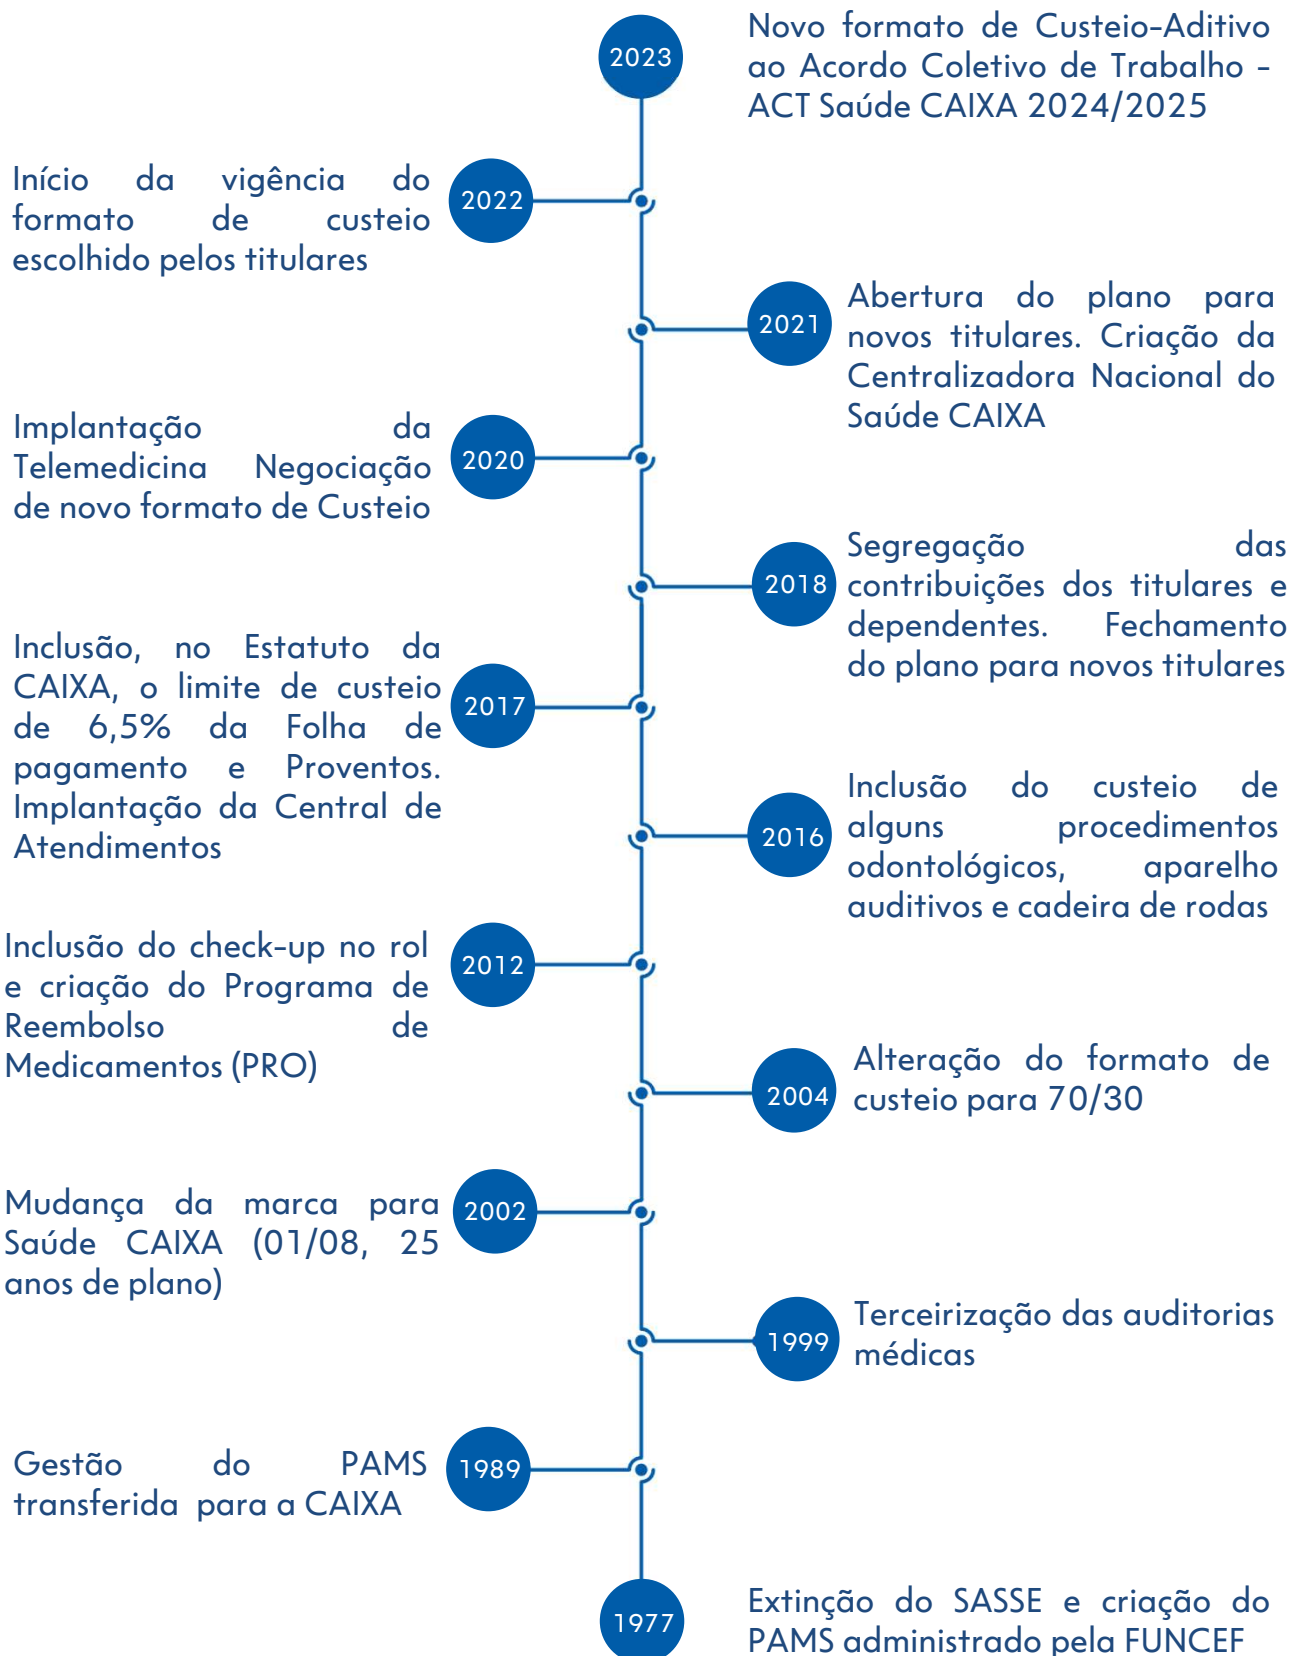 2023
Novo formato de Custeio-Aditivo
ao Acordo Coletivo de Trabalho -
ACT Saúde CAIXA 2024/2025
2022
Início da vigência do
formato de custeio
escolhido pelos titulares
2021
Abertura do plano para
novos titulares. Criação da
Centralizadora Nacional do
Saúde CAIXA
2020
Implantação da
Telemedicina Negociação
de novo formato de Custeio
2018
Segregação das
contribuições dos titulares e
dependentes. Fechamento
do plano para novos titulares
2017
Inclusão, no Estatuto da
CAIXA, o limite de custeio
de 6,5% da Folha de
pagamento e Proventos.
Implantação da Central de
Atendimentos
2016
Inclusão do custeio de
alguns procedimentos
odontológicos, aparelho
auditivos e cadeira de rodas
2012
Inclusão do check-up no rol
e criação do Programa de
Reembolso de
Medicamentos (PRO)
2004
Alteração do formato de
custeio para 70/30
2002
Mudança da marca para
Saúde CAIXA (01/08, 25
anos de plano)
1999
Terceirização das auditorias
médicas
1989
Gestão do PAMS
transferida para a CAIXA
1977
Extinção do SASSE e criação do
PAMS administrado pela FUNCEF